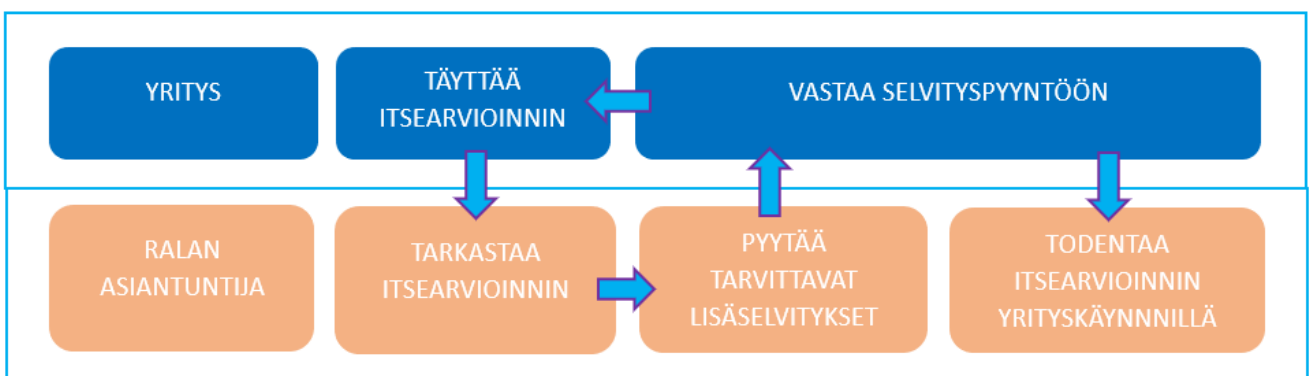 YRITYS
TÄYTTÄÄ
ITSEARVIOINNIN
VASTAA SELVITYSPYYNTÖÖN
RALAN
ASIANTUNTIJA
TARKASTAA
ITSEARVIOINNIN
PYYTÄÄ
TARVITTAVAT
LISÄSELVITYKSET
TODENTAA
ITSEARVIOINNIN
YRITYSKÄYNNNILLÄ